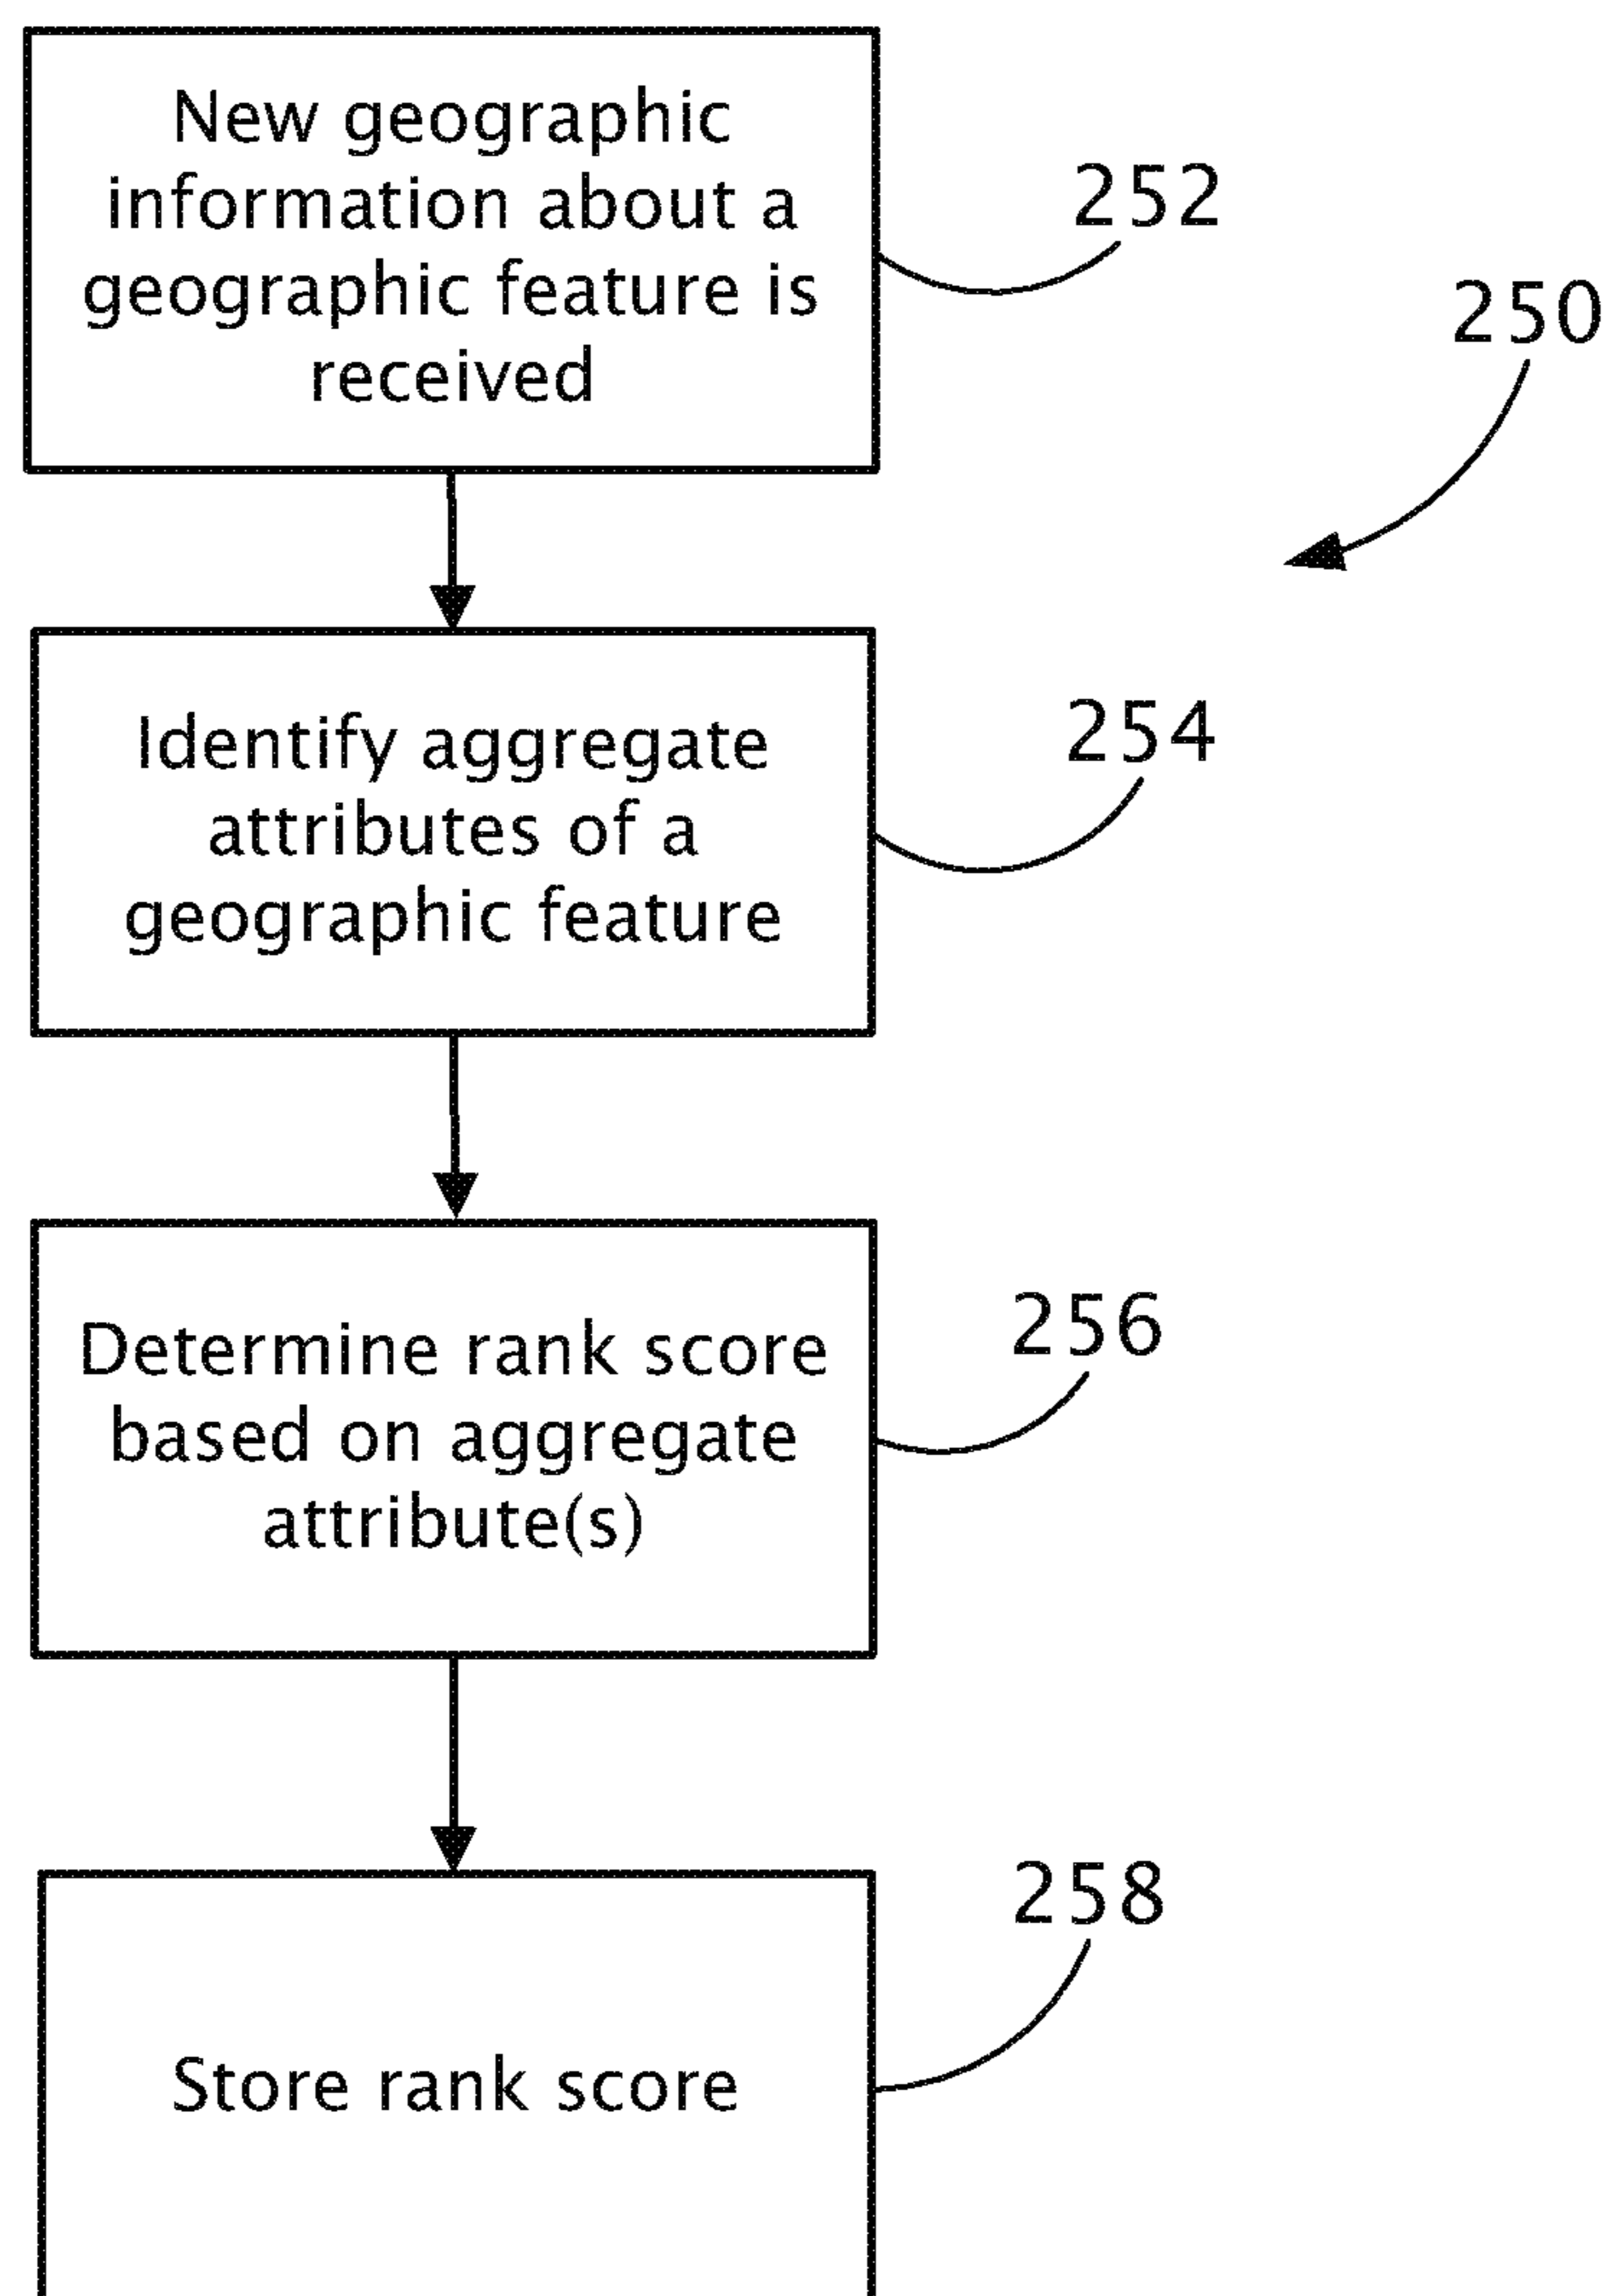 New geographic
information about a
geographic feature is
received
252
250
Identify aggregate
attributes of a
geographic feature
254
Determine rank score
based on aggregate
attribute(s)
256
Store rank score
258